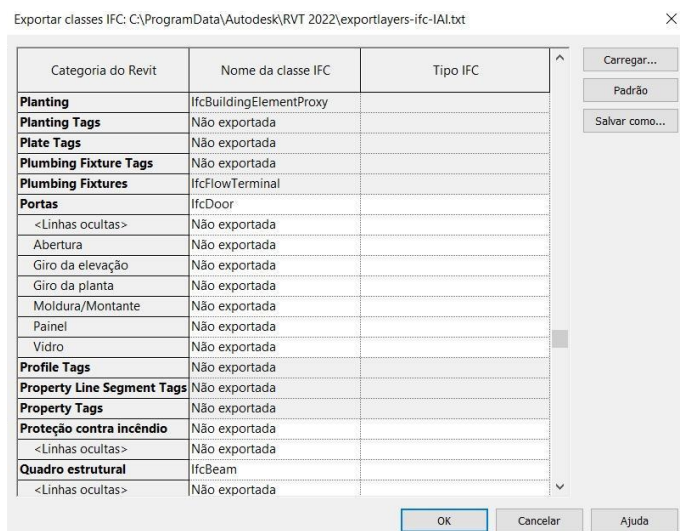 Exportar classes IFC: C:\ProgramData\Autodesk\RVT 2022\exportlayers-ifc-IAI.txt
Categoria do Revit Nome da classe IFC Tipo IFC
Carregar...
Padrão
Salvar como...
Planting IfcBuildingElementProxy
Planting Tags Não exportada
Plate Tags Não exportada
Plumbing Fixture Tags Não exportada
Plumbing Fixtures IfcFlowTerminal
Portas IfcDoor
<Linhas ocultas> Não exportada
Abertura Não exportada
Giro da elevação Não exportada
Giro da planta Não exportada
Moldura/Montante Não exportada
Painel Não exportada
Vidro Não exportada
Profile Tags Não exportada
Property Line Segment Tags Não exportada
Property Tags Não exportada
Proteção contra incêndio Não exportada
<Linhas ocultas> Não exportada
Quadro estrutural IfcBeam
<Linhas ocultas> Não exportada
OK Cancelar Ajuda